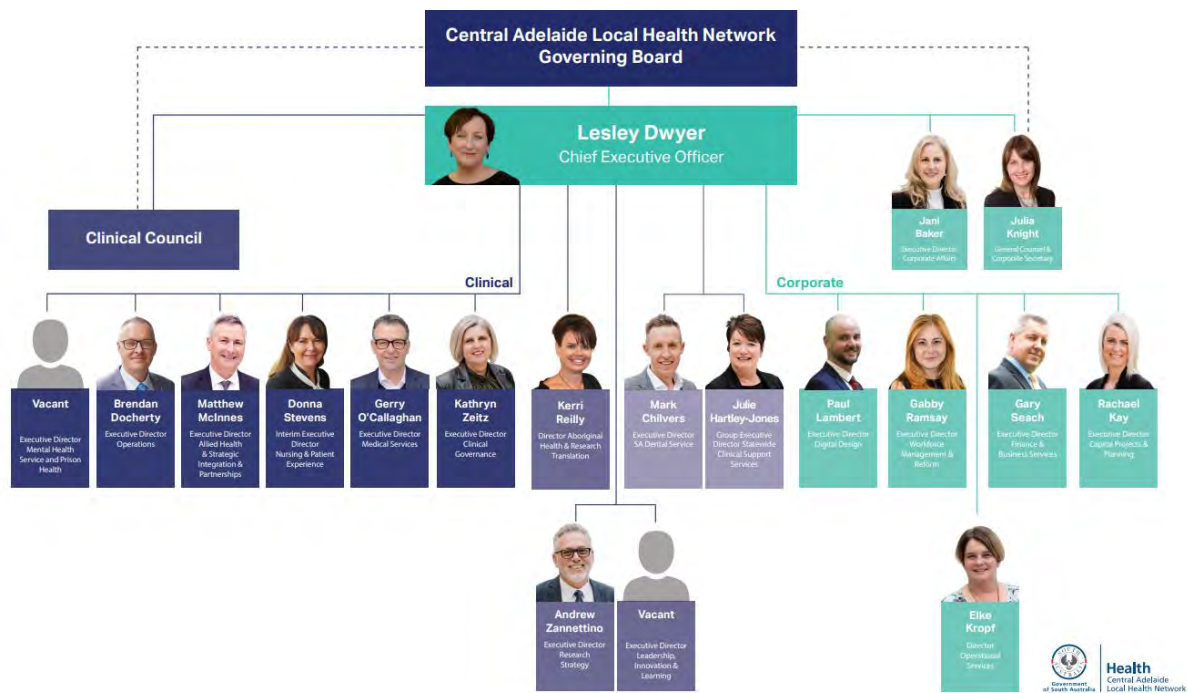 Central Adelaide Local Health Network
Governing Board
Lesley Dwyer
Chief Executive Officer
Jani
Baker
Executive Director
Corporate Affairs
Julia
Knight
General Counsel &
Corporate Secretary
Clinical Council
Clinical
Corporate
Vacant
Executive Director
Mental Health
Service and Prison
Health
Brendan
Docherty
Executive Director
Operations
Matthew
McInnes
Executive Director
Allied Health
& Strategic
Integration &
Partnerships
Donna
Stevens
Interim Executive
Director
Nursing & Patient
Experience
Gerry
O'Callaghan
Executive Director
Medical Services
Kathryn
Zeitz
Executive Director
Clinical
Governance
Kerri
Reilly
Director Aboriginal
Health & Research
Translation
Mark
Chilvers
Executive Director
SA Dental Service
Julie
Hartley-Jones
Group Executive
Director Statewide
Clinical Support
Services
Paul
Lambert
Executive Director
Digital Design
Gabby
Ramsay
Executive Director
Workforce
Management &
Reform
Gary
Seach
Executive Director
Finance &
Business Services
Rachael
Kay
Executive Director
Capital Projects &
Planning
Andrew
Zannettino
Executive Director
Research
Strategy
Vacant
Executive Director
Leadership,
Innovation &
Learning
Elke
Kropf
Director
Operational
Services
Government
of South Australia
Health
Central Adelaide
Local Health Network